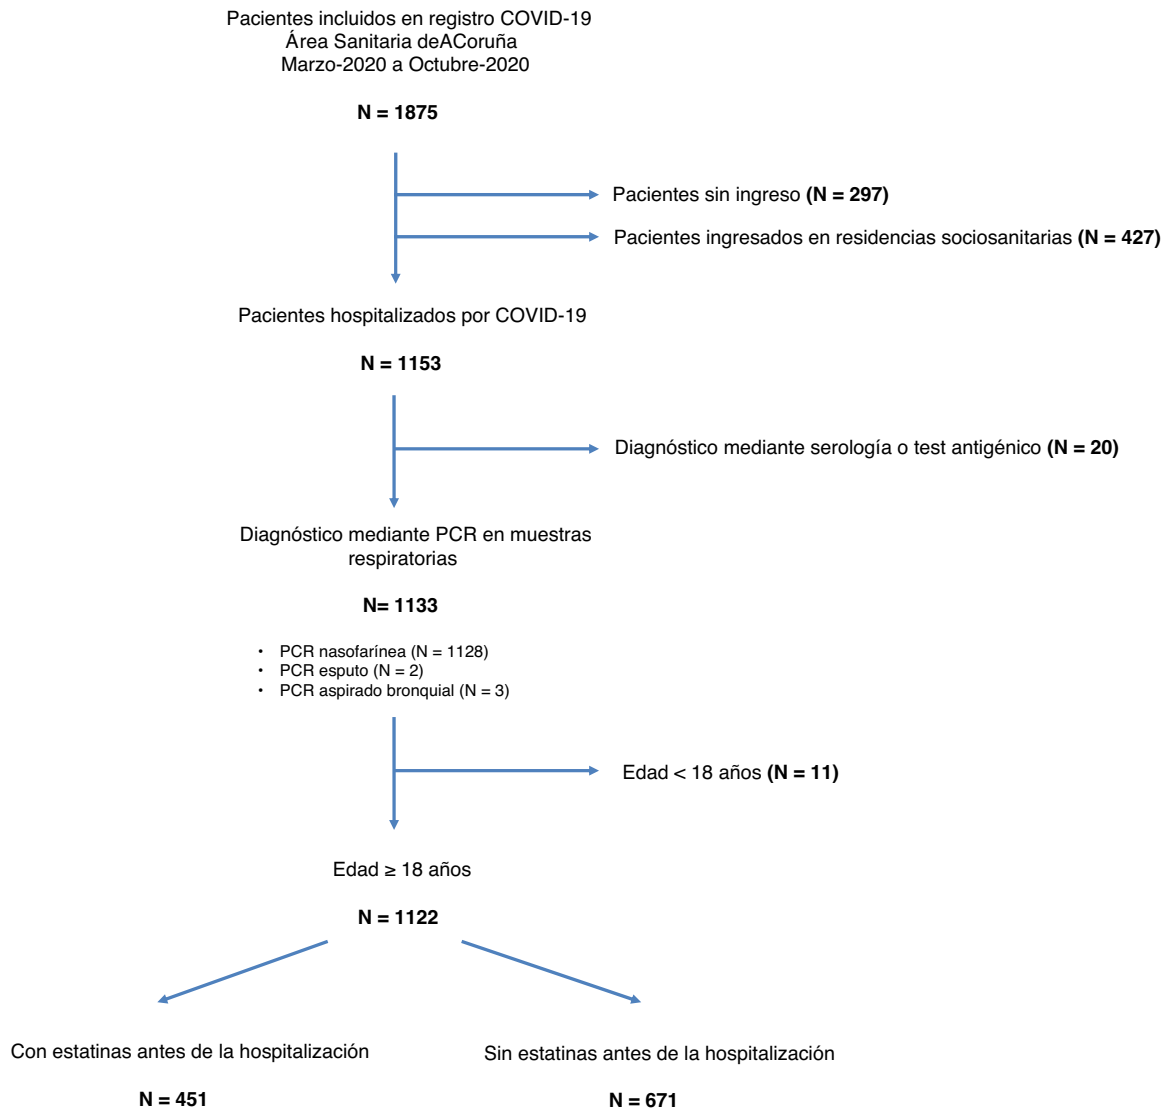 Pacientes incluidos en registro COVID-19
Área Sanitaria deACoruña
Marzo-2020 a Octubre-2020
N = 1875
Pacientes sin ingreso (N = 297)
Pacientes ingresados en residencias sociosanitarias (N = 427)
Pacientes hospitalizados por COVID-19
N = 1153
Diagnóstico mediante serología o test antigénico (N = 20)
Diagnóstico mediante PCR en muestras
respiratorias
N= 1133
• PCR nasofarínea (N = 1128)
• PCR esputo (N = 2)
• PCR aspirado bronquial (N = 3)
Edad < 18 años (N = 11)
Edad ≥ 18 años
N = 1122
Con estatinas antes de la hospitalización
N = 451
Sin estatinas antes de la hospitalización
N = 671